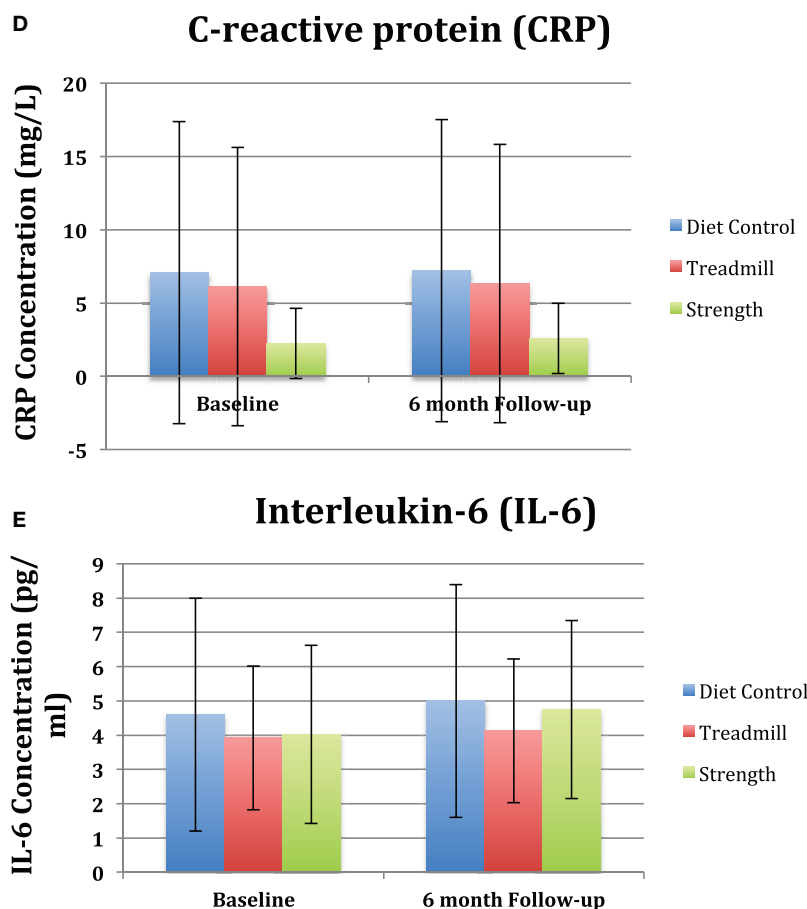 D
C-reactive protein (CRP)
CRP Concentration (mg/L)
20
15
10
5
0
-5
Baseline
6 month Follow-up
Diet Control
Treadmill
Strength
E
Interleukin-6 (IL-6)
IL-6 Concentration (pg/
ml)
9
8
7
6
5
4
3
2
1
0
Baseline
6 month Follow-up
Diet Control
Treadmill
Strength